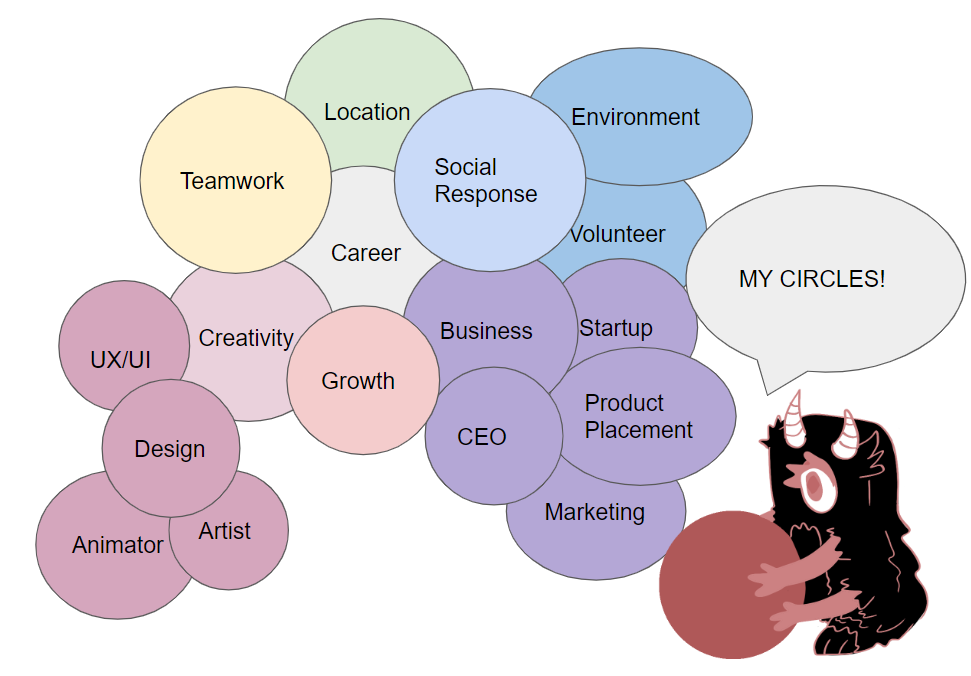 Location
Environment
Teamwork
Social
Response
Volunteer
Career
MY CIRCLES!
Creativity
Business
Startup
UX/UI
Growth
Product
Placement
Design
CEO
Marketing
Animator
Artist